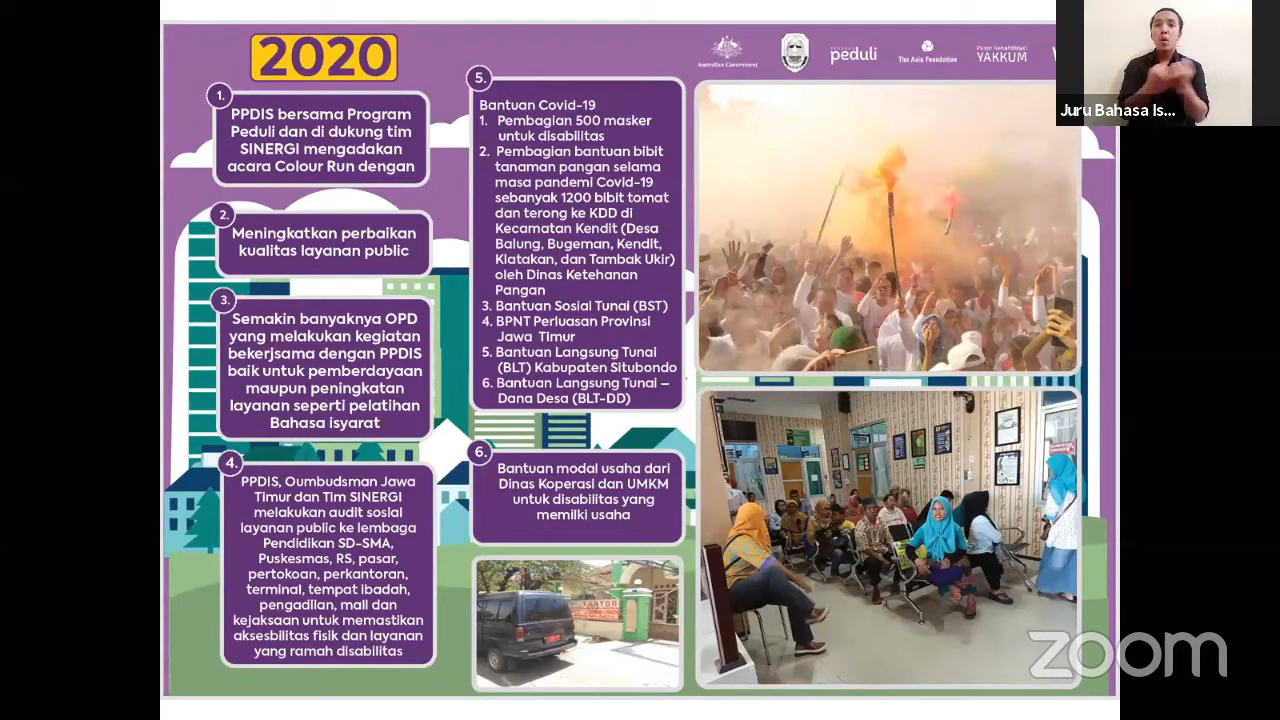 2020
1.
PPDIS bersama Program
Peduli dan di dukung tim
SINERGI mengadakan
acara Colour Run dengan
2.
Meningkatkan perbaikan
kualitas layanan public
3.
Semakin banyaknya OPD
yang melakukan kegiatan
bekerjsama dengan PPDIS
baik untuk pemberdayaan
maupun peningkatan
layanan seperti pelatihan
Bahasa isyarat
4.
PPDIS, Oumbudsman Jawa
Timur dan Tim SINERGI
melakukan audit sosial
layanan public ke lembaga
Pendidikan SD-SMA,
Puskesmas, RS, pasar,
pertokoan, perkantoran,
terminal, tempat ibadah,
pengadilan, mall dan
kejaksaan untuk memastikan
aksesbilitas fisik dan layanan
yang ramah disabilitas
5.
Bantuan Covid-19
1. Pembagian 500 masker
untuk disabilitas
2. Pembagian bantuan bibit
tanaman pangan selama
masa pandemi Covid-19
sebanyak 1200 bibit tomat
dan terong ke KDD di
Kecamatan Kendit (Desa
Balung, Bugeman, Kendit,
Klatakan, dan Tambak Ukir)
oleh Dinas Ketehanan
Pangan
3. Bantuan Sosial Tunai (BST)
4. BPNT Perluasan Provinsi
Jawa Timur
5. Bantuan Langsung Tunai
(BLT) Kabupaten Situbondo
6. Bantuan Langsung Tunai –
Dana Desa (BLT-DD)
6.
Bantuan modal usaha dari
Dinas Koperasi dan UMKM
untuk disabilitas yang
memilki usaha
Australian Government
peduli
The Asia Foundation
Pusat Rehabilitasi
YAKKUM
Juru Bahasa Is...
KANTOR
zoom